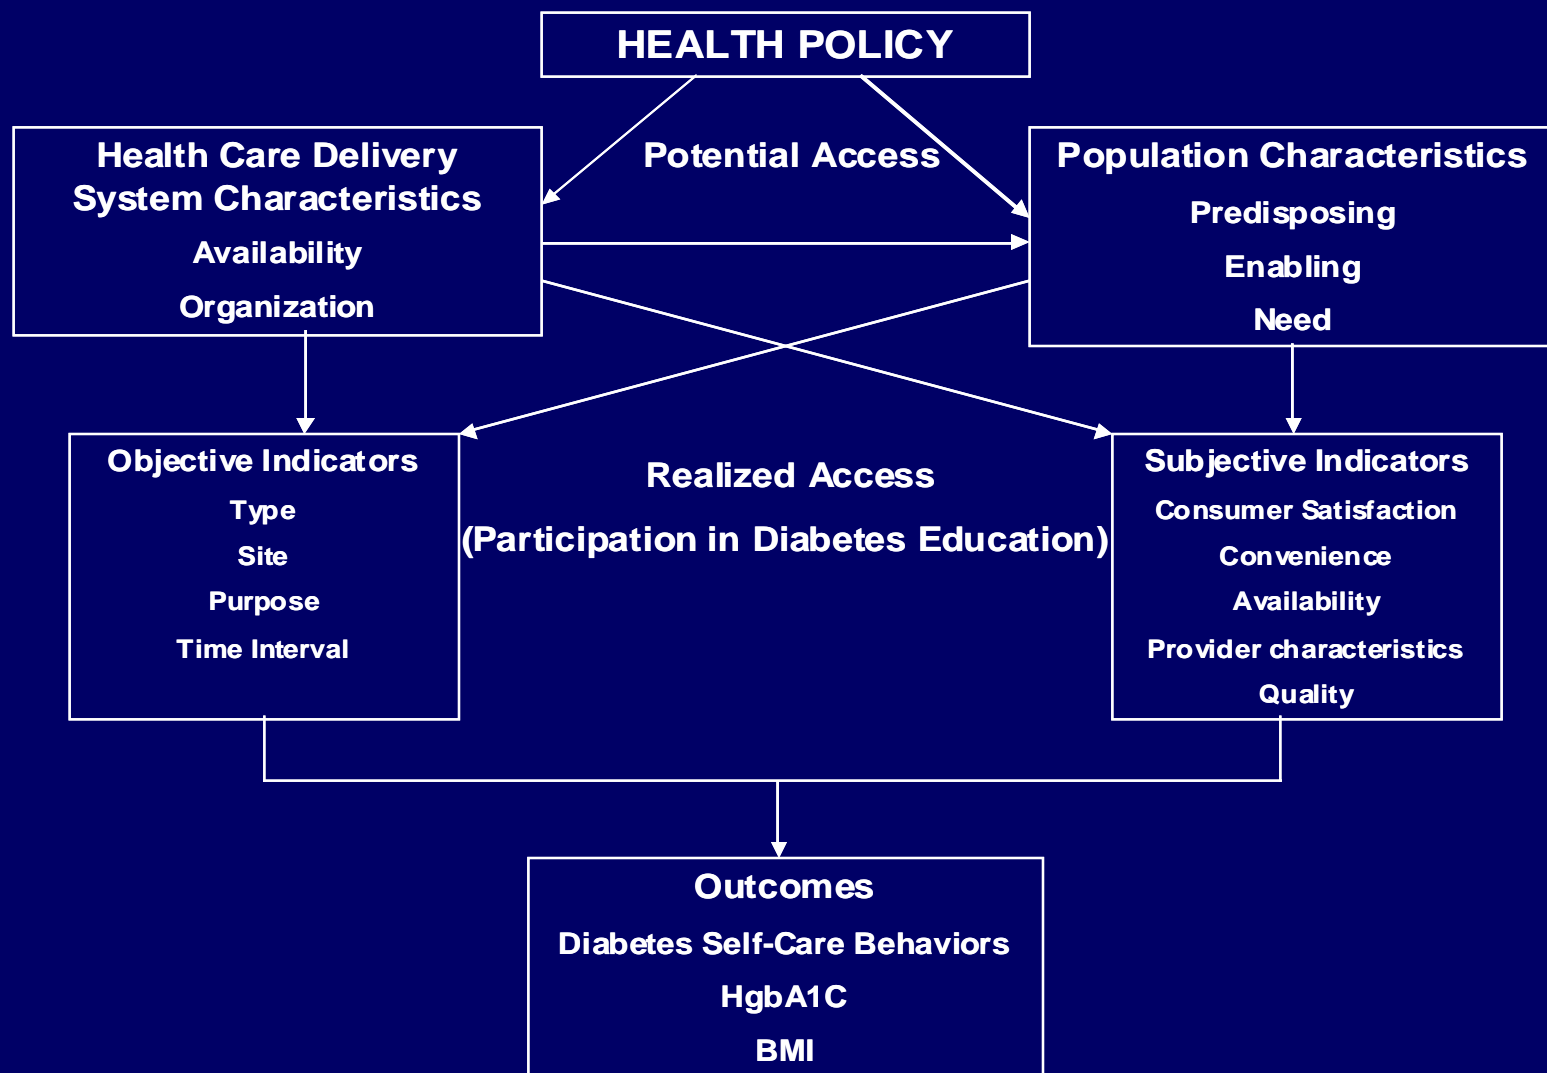 HEALTH POLICY
Health Care Delivery
System Characteristics
Availability
Organization
Potential Access
Population Characteristics
Predisposing
Enabling
Need
Objective Indicators
Type
Site
Purpose
Time Interval
Realized Access
(Participation in Diabetes Education)
Subjective Indicators
Consumer Satisfaction
Convenience
Availability
Provider characteristics
Quality
Outcomes
Diabetes Self-Care Behaviors
HgbA1C
BMI